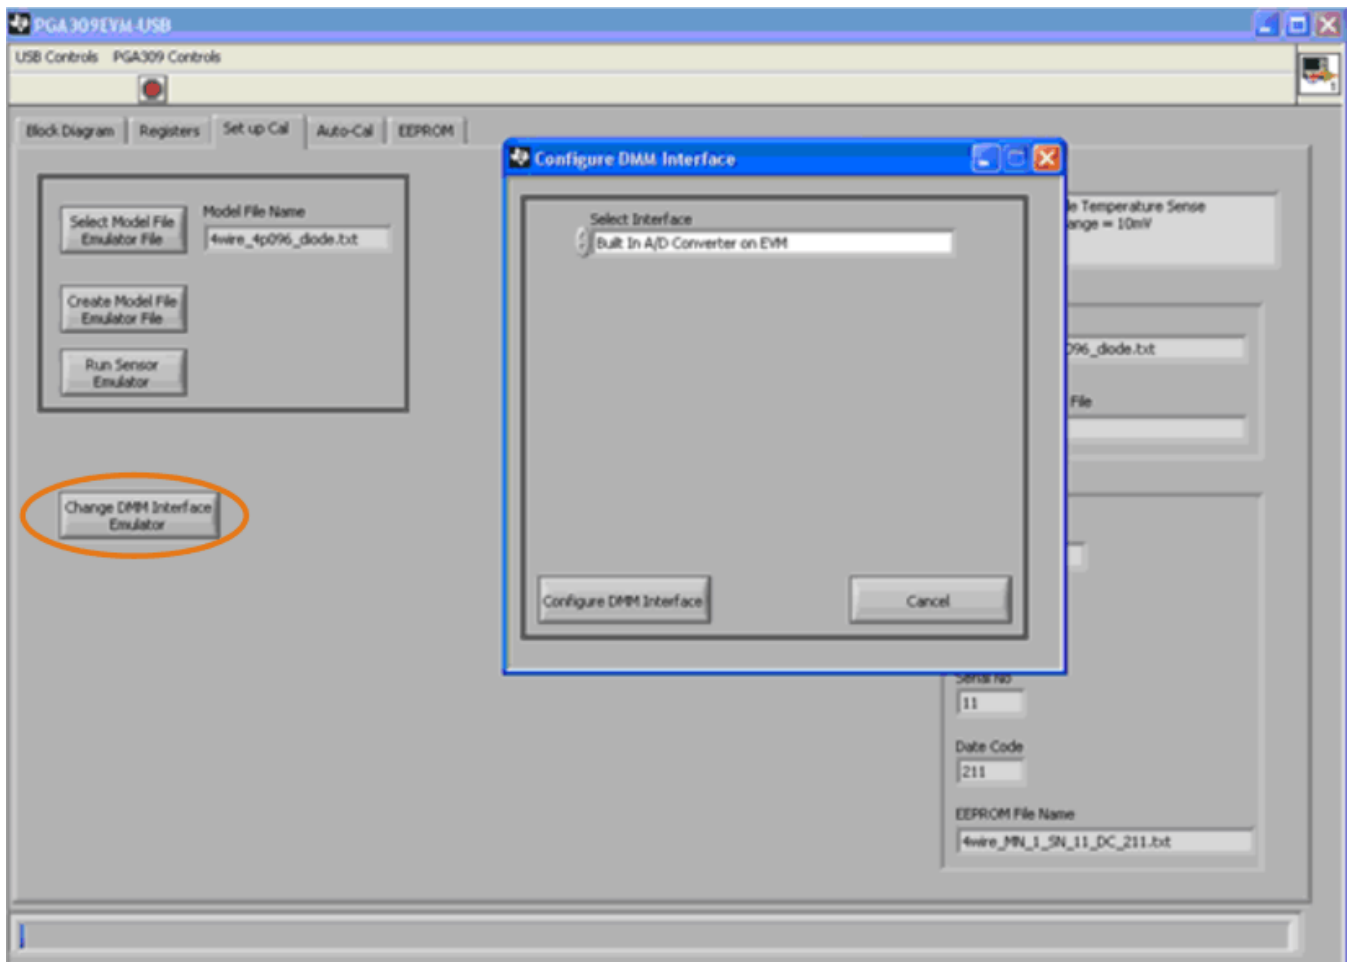 PGA309EVM-USB
USB Controls PGA309 Controls
1
Block Diagram Registers Set up Cal Auto-Cal EEPROM
Select Model File
Emulator File
Model File Name
4wire_4p096_diode.txt
Create Model File
Emulator File
Run Sensor
Emulator
Change DMM Interface
Emulator
Configure DMM Interface
Select Interface
Built In A/D Converter on EVM
Configure DMM Interface
Cancel
e Temperature Sense
ange = 10mV
096_diode.txt
File
Serial No
11
Date Code
211
EEPROM File Name
4wire_MN_1_SN_11_DC_211.txt